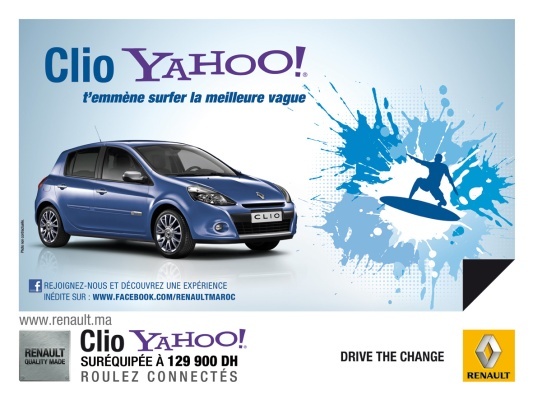 Clio YAHOO!
t'emmène surfer la meilleure vague
CLIO
REJOIGNEZ-NOUS ET DÉCOUVREZ UNE EXPÉRIENCE
INÉDITE SUR : WWW.FACEBOOK.COM/RENAULTMAROC
www.renault.ma
RENAULT
QUALITY MADE
Clio YAHOO!
SURÉQUIPÉE À 129 900 DH
ROULEZ CONNECTÉS
DRIVE THE CHANGE
RENAULT